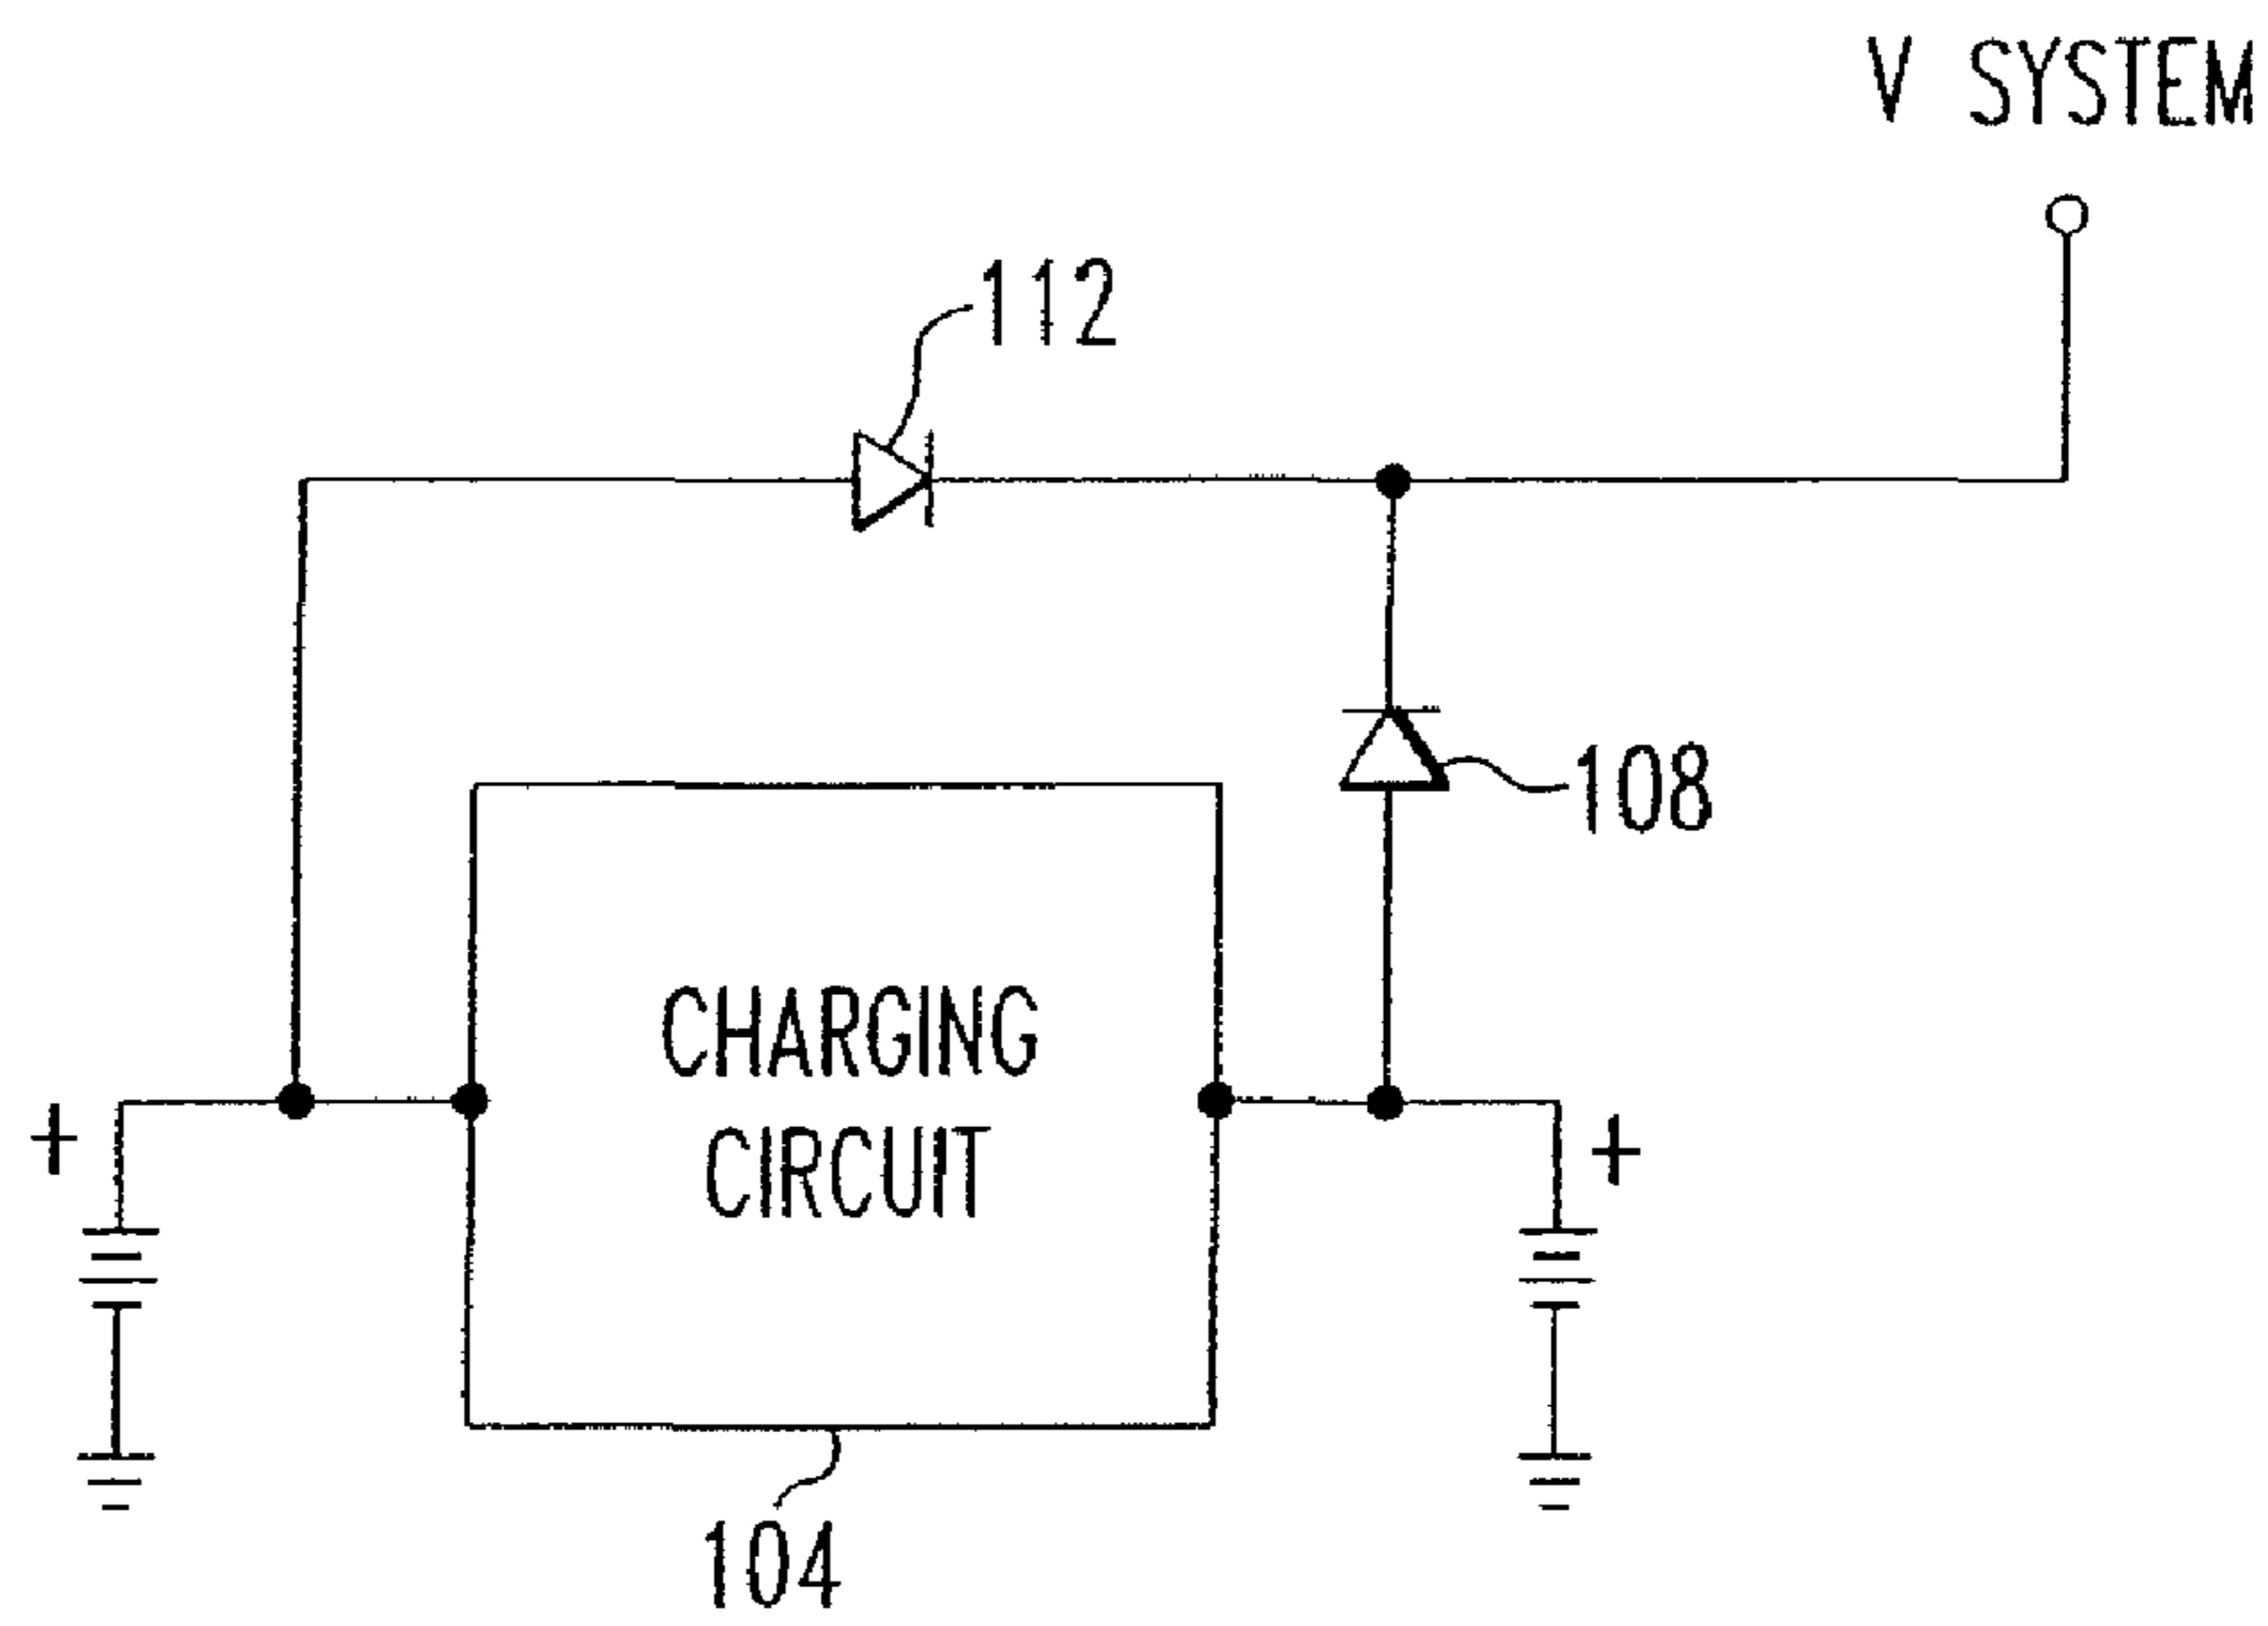 V SYSTEM
112
108
CHARGING
CIRCUIT
+
+
104